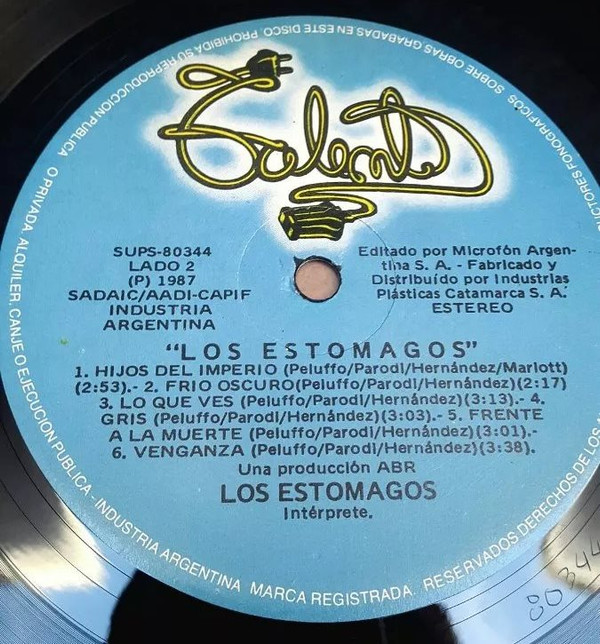 Talent
SUPS-80344
LADO 2
(P) 1987
SADAIC/AADI-CAPIF
INDUSTRIA
ARGENTINA
Editado por Microfón Argen-
tina S. A. - Fabricado y
Distribuído por Industrias
Plásticas Catamarca S. A.
ESTEREO
"LOS ESTOMAGOS"
1. HIJOS DEL IMPERIO (Peluffo/Parodi/Hernández/Mariott)
(2:53).- 2. FRIO OSCURO(Peluffo/Parodi/Hernández)(2:17)
3. LO QUE VES (Peluffo/Parodi/Hernández)(3:13).- 4.
GRIS (Peluffo/Parodi/Hernández)(3:03).- 5. FRENTE
A LA MUERTE (Peluffo/Parodi/Hernández)(3:01).-
6. VENGANZA (Peluffo/Parodi/Hernández)(3:38).
Una producción ABR
LOS ESTOMAGOS
Intérprete.
INDUSTRIA ARGENTINA MARCA REGISTRADA. RESERVADOS DERECHOS DE LOS
DUCTORES FONOGRAFICOS SOBRE OBRAS GRABADAS EN ESTE DISCO. PROHIBIDA SU REPRODUCCION PUBLICA O PRIVADA, ALQUILER, CANJE O EJECUCION PUBLICA -
80344